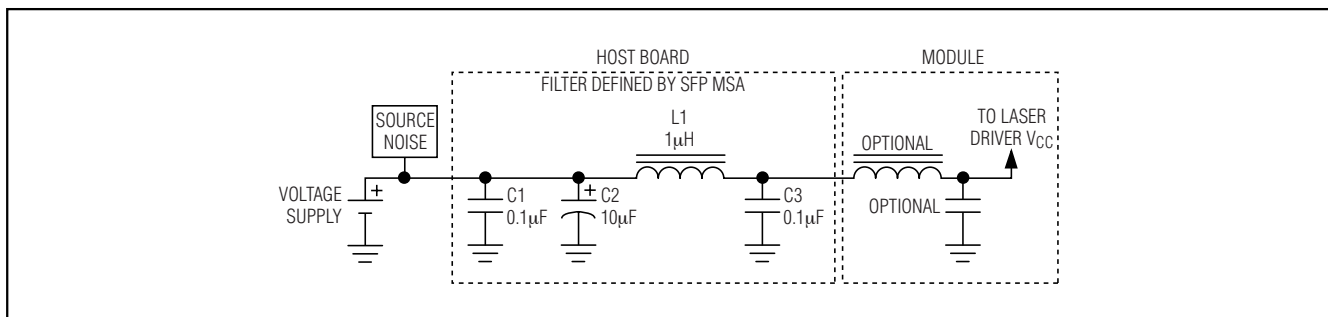 HOST BOARD
MODULE
FILTER DEFINED BY SFP MSA
SOURCE
NOISE
L1
1μH
TO LASER
DRIVER VCC
OPTIONAL
VOLTAGE
SUPPLY
+
C1
0.1μF
+
C2
10μF
C3
0.1μF
OPTIONAL